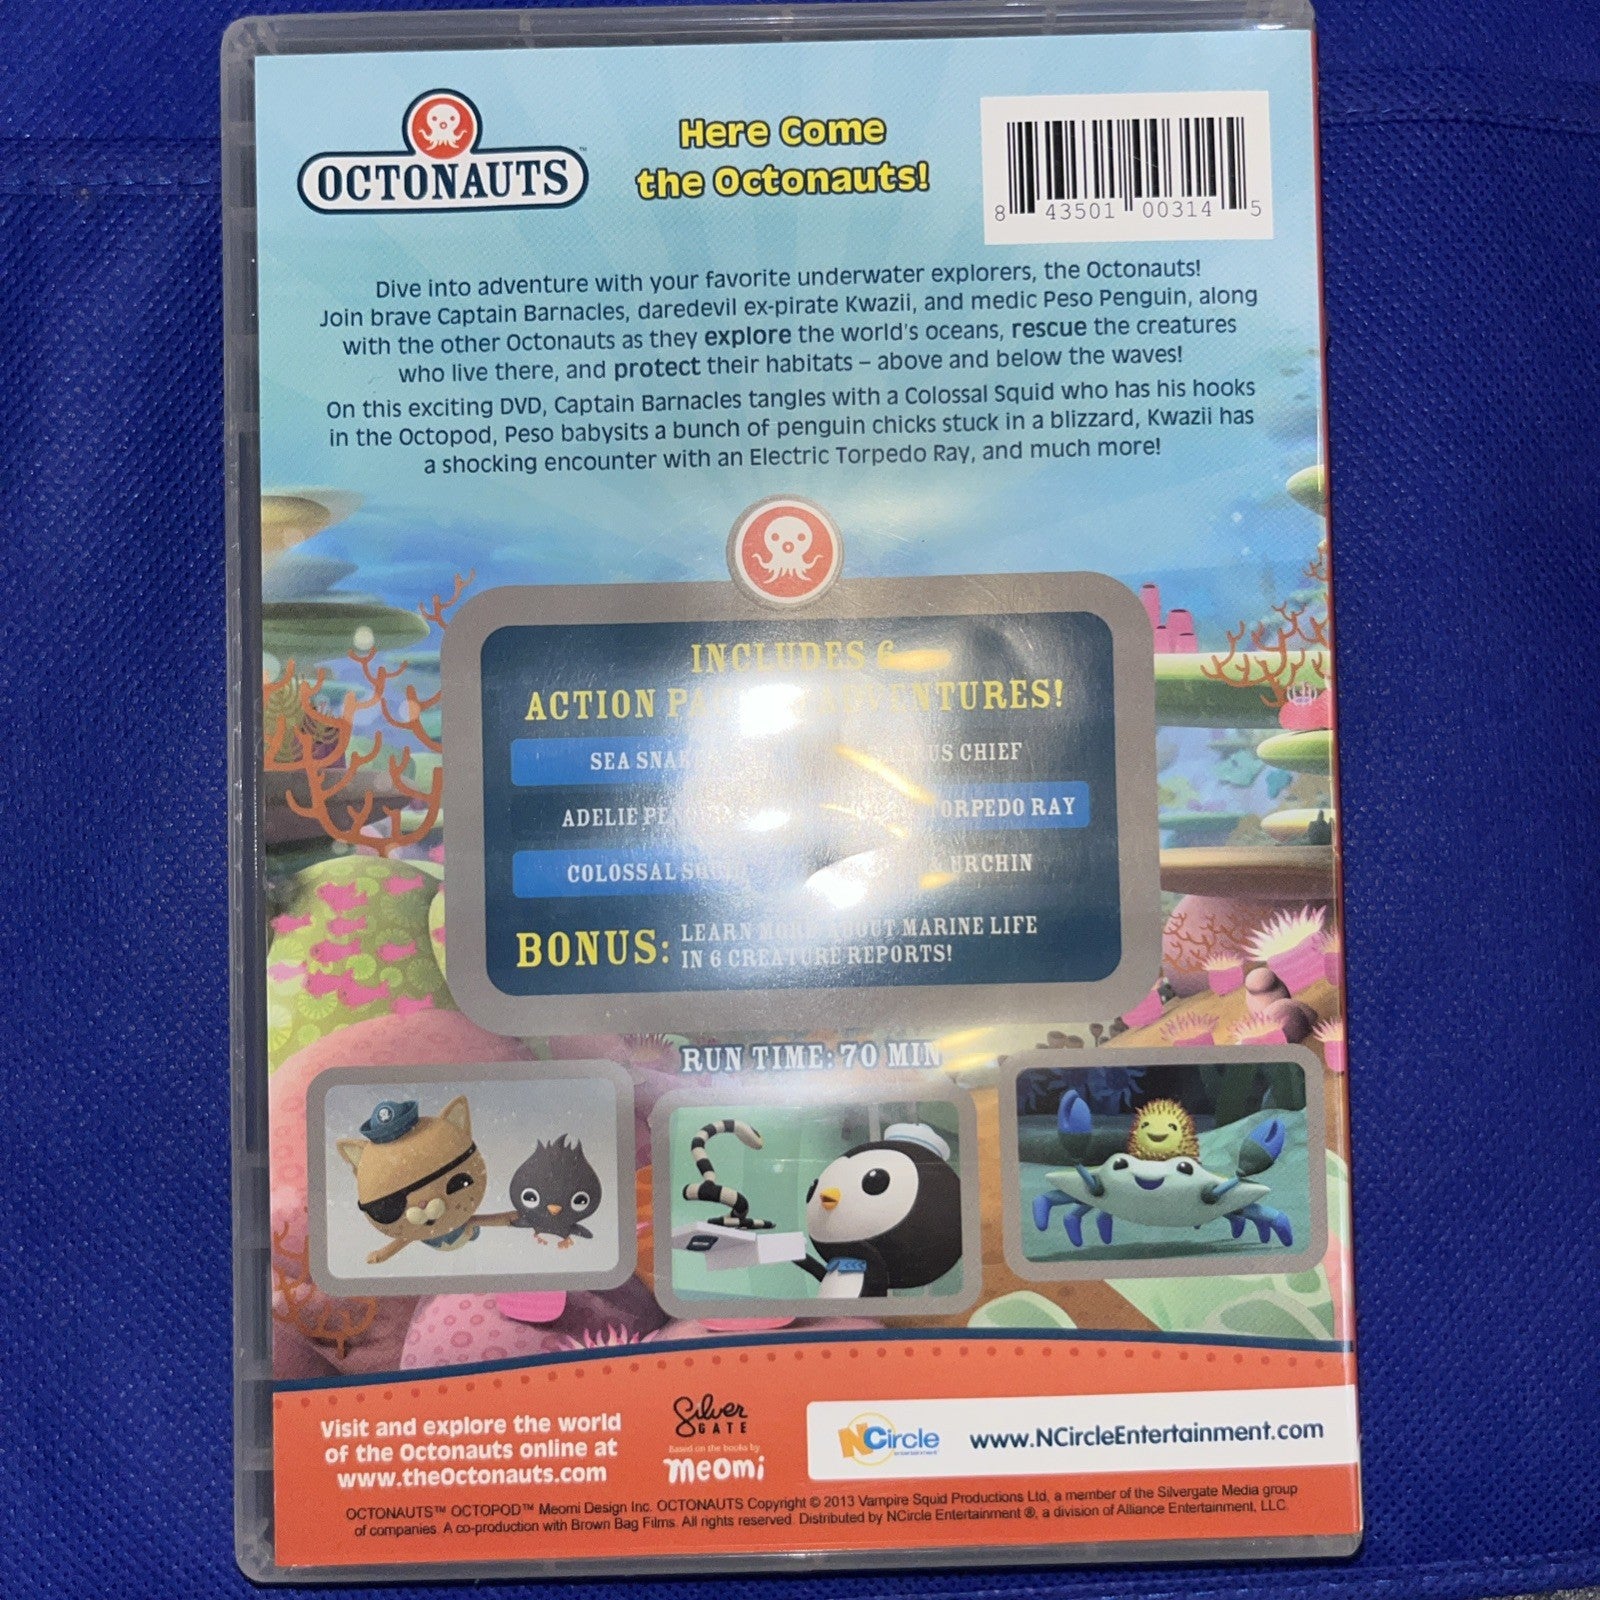 OCTONAUTS™
Here Come
the Octonauts!
8 43501 00314 5
Dive into adventure with your favorite underwater explorers, the Octonauts!
Join brave Captain Barnacles, daredevil ex-pirate Kwazii, and medic Peso Penguin, along
with the other Octonauts as they explore the world's oceans, rescue the creatures
who live there, and protect their habitats – above and below the waves!
On this exciting DVD, Captain Barnacles tangles with a Colossal Squid who has his hooks
in the Octopod, Peso babysits a bunch of penguin chicks stuck in a blizzard, Kwazii has
a shocking encounter with an Electric Torpedo Ray, and much more!
INCLUDES 6
ACTION ADVENTURES!
SEA
CHIEF
ADELIE
TORPEDO RAY
COLOSSAL SQUID
& URCHIN
BONUS: LEARN MORE ABOUT MARINE LIFE
IN 6 CREATURE REPORTS!
RUN TIME: 70 MIN
Visit and explore the world
of the Octonauts online at
www.theOctonauts.com
Silver
GATE
Based on the books by
meomi
NCircle
www.NCircleEntertainment.com
OCTONAUTS™ OCTOPOD™ Meomi Design Inc. OCTONAUTS Copyright © 2013 Vampire Squid Productions Ltd, a member of the Silvergate Media group
of companies. A co-production with Brown Bag Films. All rights reserved. Distributed by NCircle Entertainment ®, a division of Alliance Entertainment, LLC.